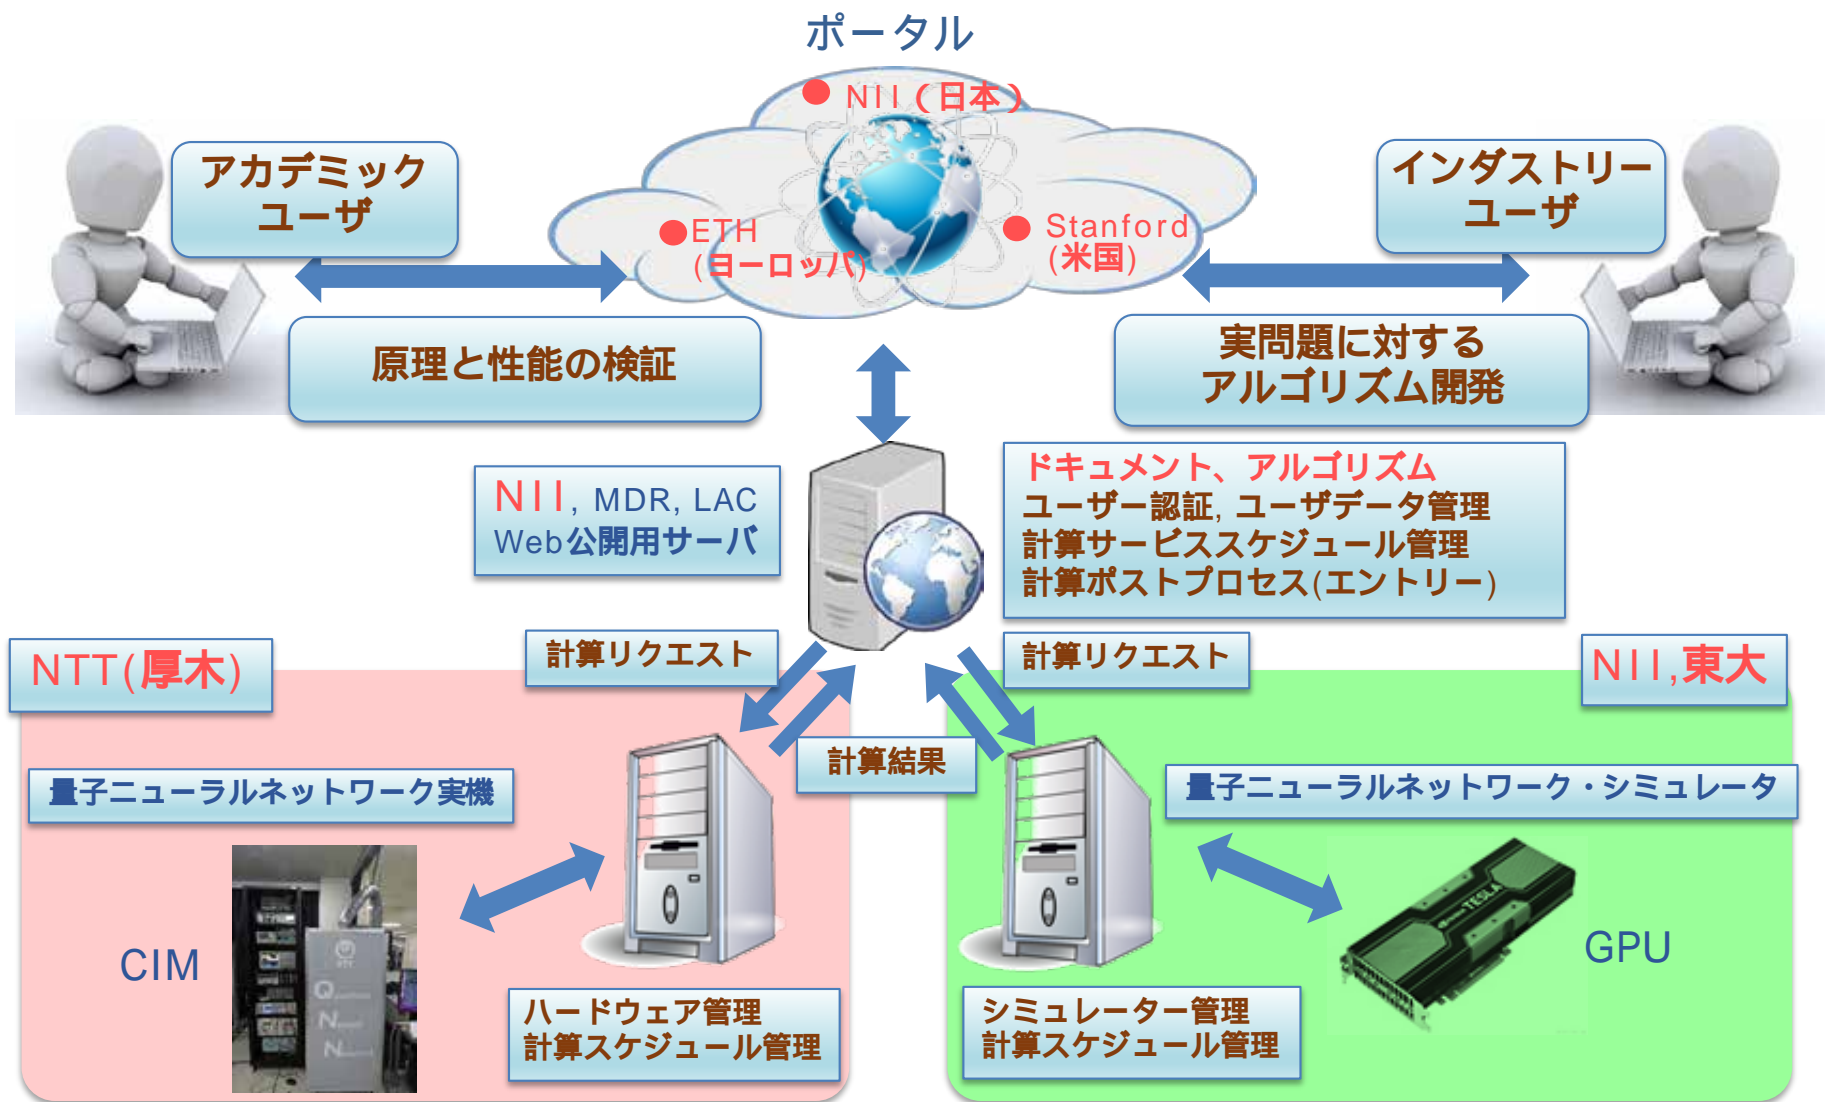 ポータル
NII(日本)
アカデミック
ユーザ
インダストリー
ユーザ
ETH
(ヨーロッパ)
Stanford
(米国)
原理と性能の検証
実問題に対する
アルゴリズム開発
NII, MDR, LAC
Web公開用サーバ
ドキュメント、アルゴリズム
ユーザー認証, ユーザデータ管理
計算サービススケジュール管理
計算ポストプロセス(エントリー)
NTT(厚木)
計算リクエスト
計算リクエスト
NII,東大
計算結果
量子ニューラルネットワーク実機
量子ニューラルネットワーク・シミュレータ
TESLA
CIM
GPU
ハードウェア管理
計算スケジュール管理
シミュレーター管理
計算スケジュール管理